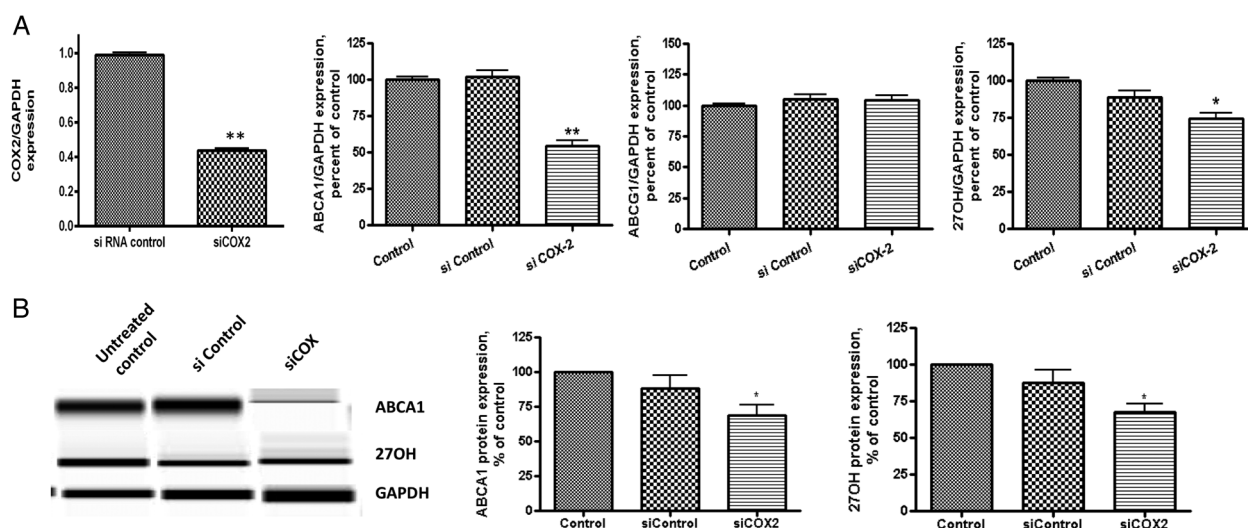 A
COX2/GAPDH
expression
1.0
0.8
0.6
0.4
0.2
0.0
**
si RNA control
siCOX2
ABCA1/GAPDH expression,
percent of control
125
100
75
50
25
0
**
Control
si Control
si COX-2
ABCG1/GAPDH expression,
percent of control
150
125
100
75
50
25
0
Control
si Control
siCOX-2
27OH/GAPDH expression,
percent of control
125
100
75
50
25
0
*
Control
si Control
siCOX-2
B
Untreated
control
si Control
siCOX
ABCA1
27OH
GAPDH
ABCA1 protein expression,
% of control
125
100
75
50
25
0
*
Control
siControl
siCOX2
27OH protein expression,
% of control
125
100
75
50
25
0
*
Control
siControl
siCOX2